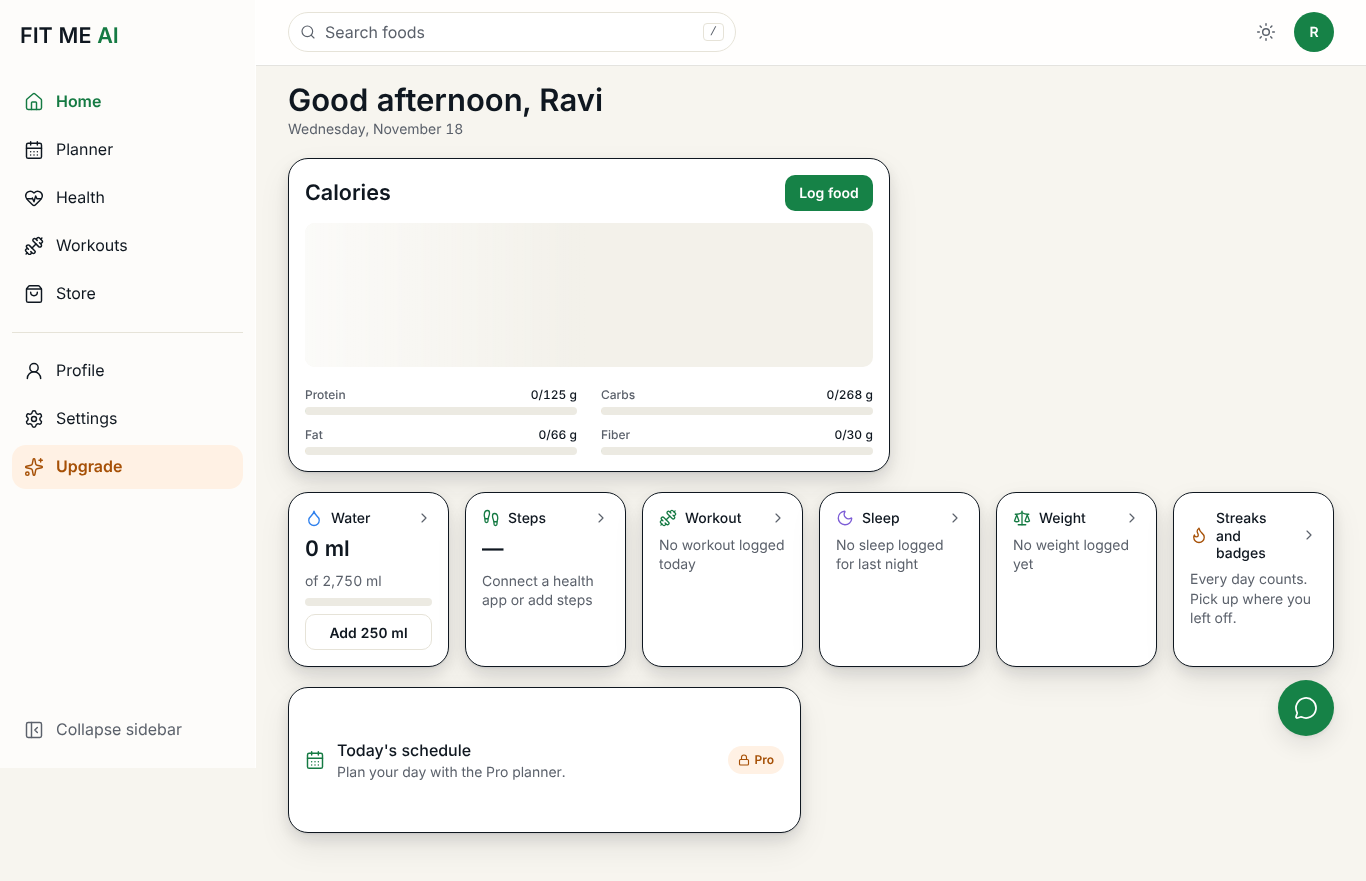 FIT ME AI
Search foods
/
R
Home
Planner
Health
Workouts
Store
Profile
Settings
Upgrade
Collapse sidebar
Good afternoon, Ravi
Wednesday, November 18
Calories
Log food
Protein 0/125 g
Carbs 0/268 g
Fat 0/66 g
Fiber 0/30 g
Water
0 ml
of 2,750 ml
Add 250 ml
Steps
—
Connect a health
app or add steps
Workout
No workout logged
today
Sleep
No sleep logged
for last night
Weight
No weight logged
yet
Streaks
and
badges
Every day counts.
Pick up where you
left off.
Today's schedule
Plan your day with the Pro planner.
Pro